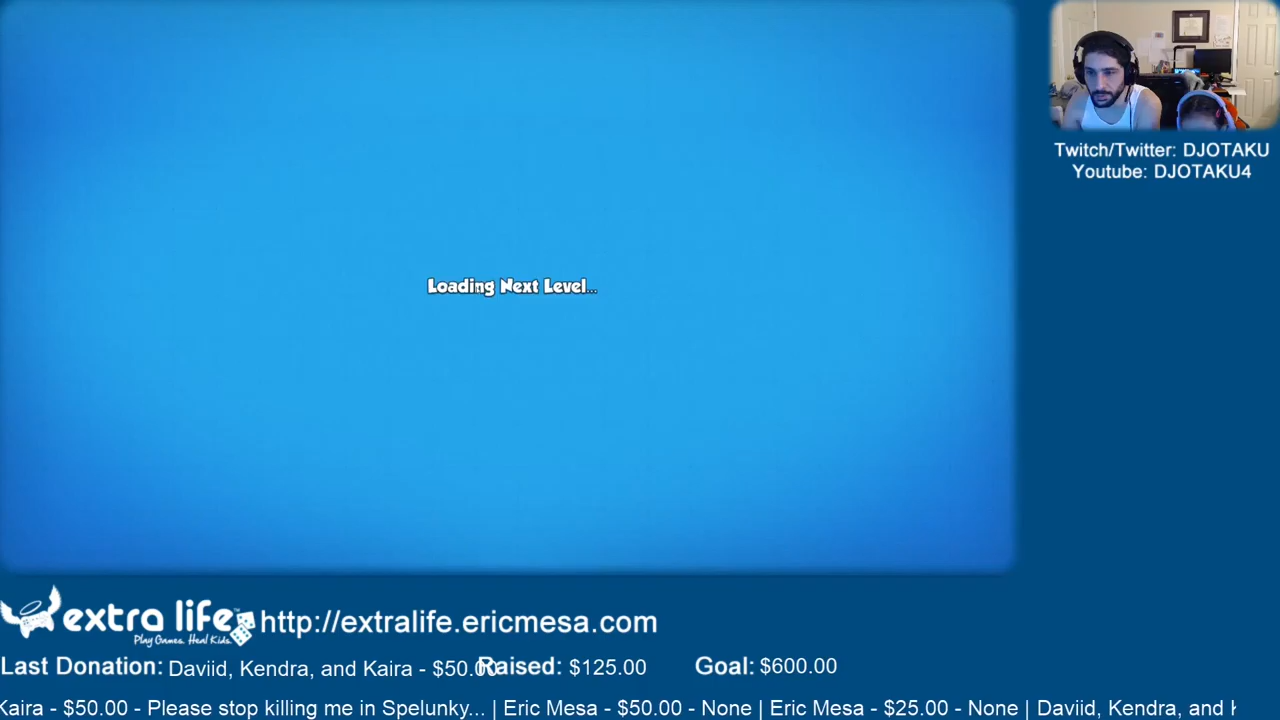 Loading Next Level...
Twitch/Twitter: DJOTAKU
Youtube: DJOTAKU4
extra life
Play Games. Heal Kids.
http://extralife.ericmesa.com
Last Donation: Daviid, Kendra, and Kaira - $50.00 Raised: $125.00 Goal: $600.00
Kaira - $50.00 - Please stop killing me in Spelunky... | Eric Mesa - $50.00 - None | Eric Mesa - $25.00 - None | Daviid, Kendra, and